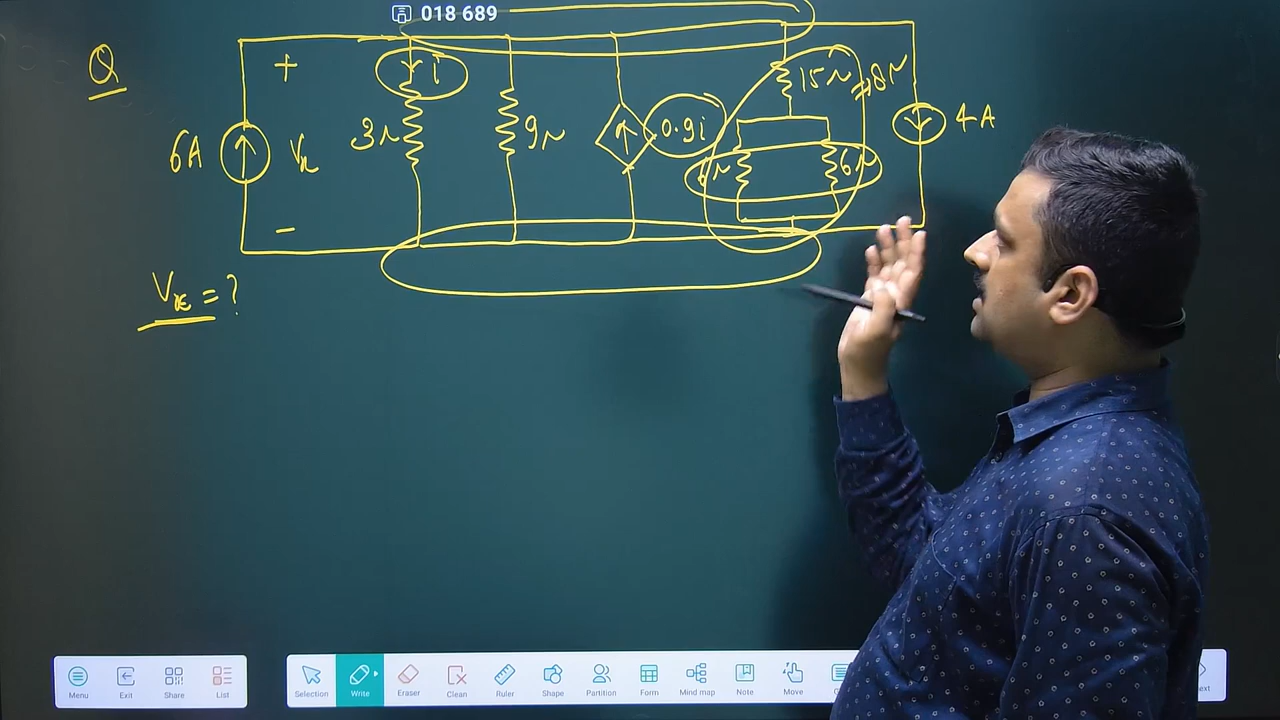 018 689
Q
+
i
15Ω
8Ω
6A
Vx
3Ω
9Ω
0.9i
6Ω
4A
-
Vx = ?
Menu
Exit
Share
List
Selection
Write
Eraser
Clean
Ruler
Shape
Partition
Form
Mind map
Note
Move